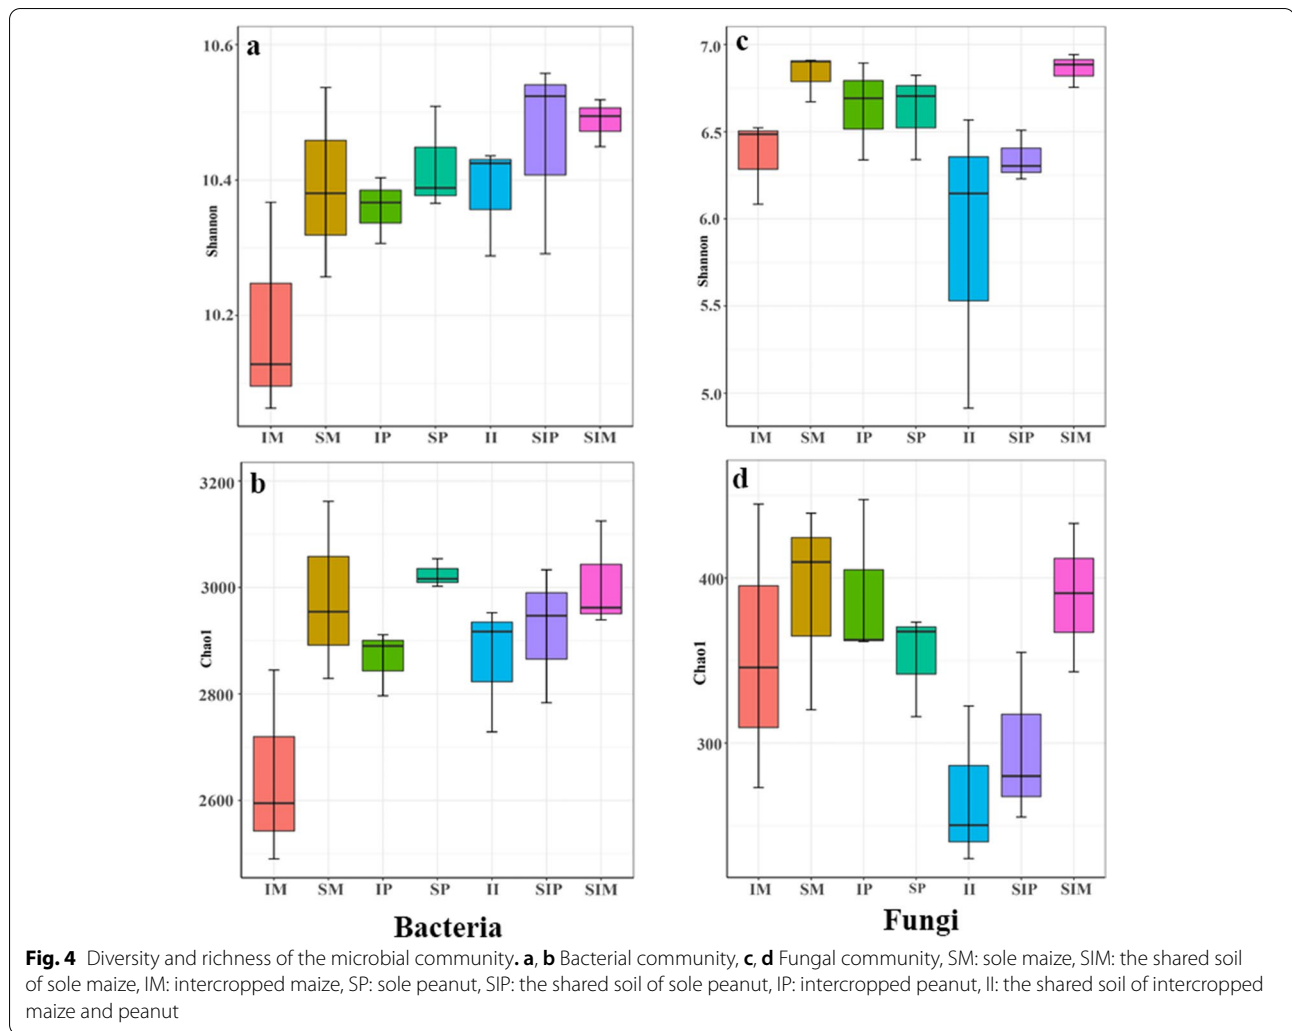 a
10.6
10.4
10.2
Shannon
IM SM IP SP II SIP SIM
c
7.0
6.5
6.0
5.5
5.0
Shannon
IM SM IP SP II SIP SIM
b
3200
3000
2800
2600
Chao1
IM SM IP SP II SIP SIM
Bacteria
d
400
300
Chao1
IM SM IP SP II SIP SIM
Fungi
Fig. 4 Diversity and richness of the microbial community. a, b Bacterial community, c, d Fungal community, SM: sole maize, SIM: the shared soil
of sole maize, IM: intercropped maize, SP: sole peanut, SIP: the shared soil of sole peanut, IP: intercropped peanut, II: the shared soil of intercropped
maize and peanut